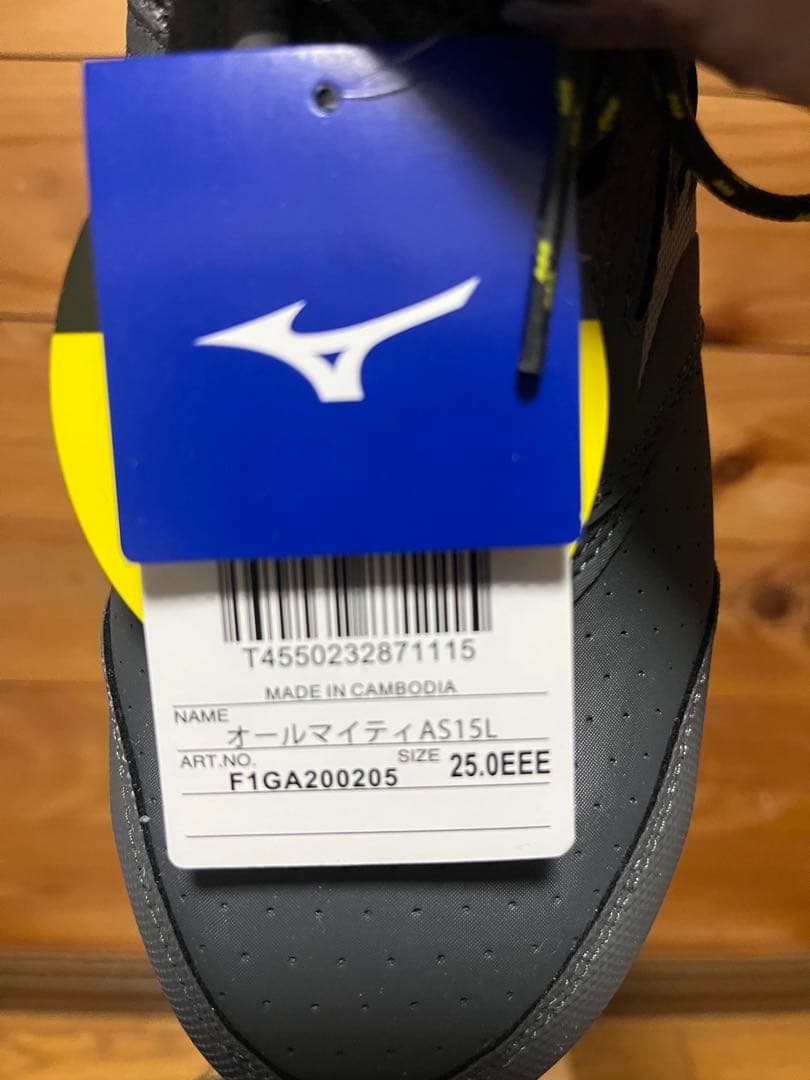 T4550232871115
MADE IN CAMBODIA
NAME オールマイティAS15L
ART.NO. F1GA200205 SIZE 25.0EEE